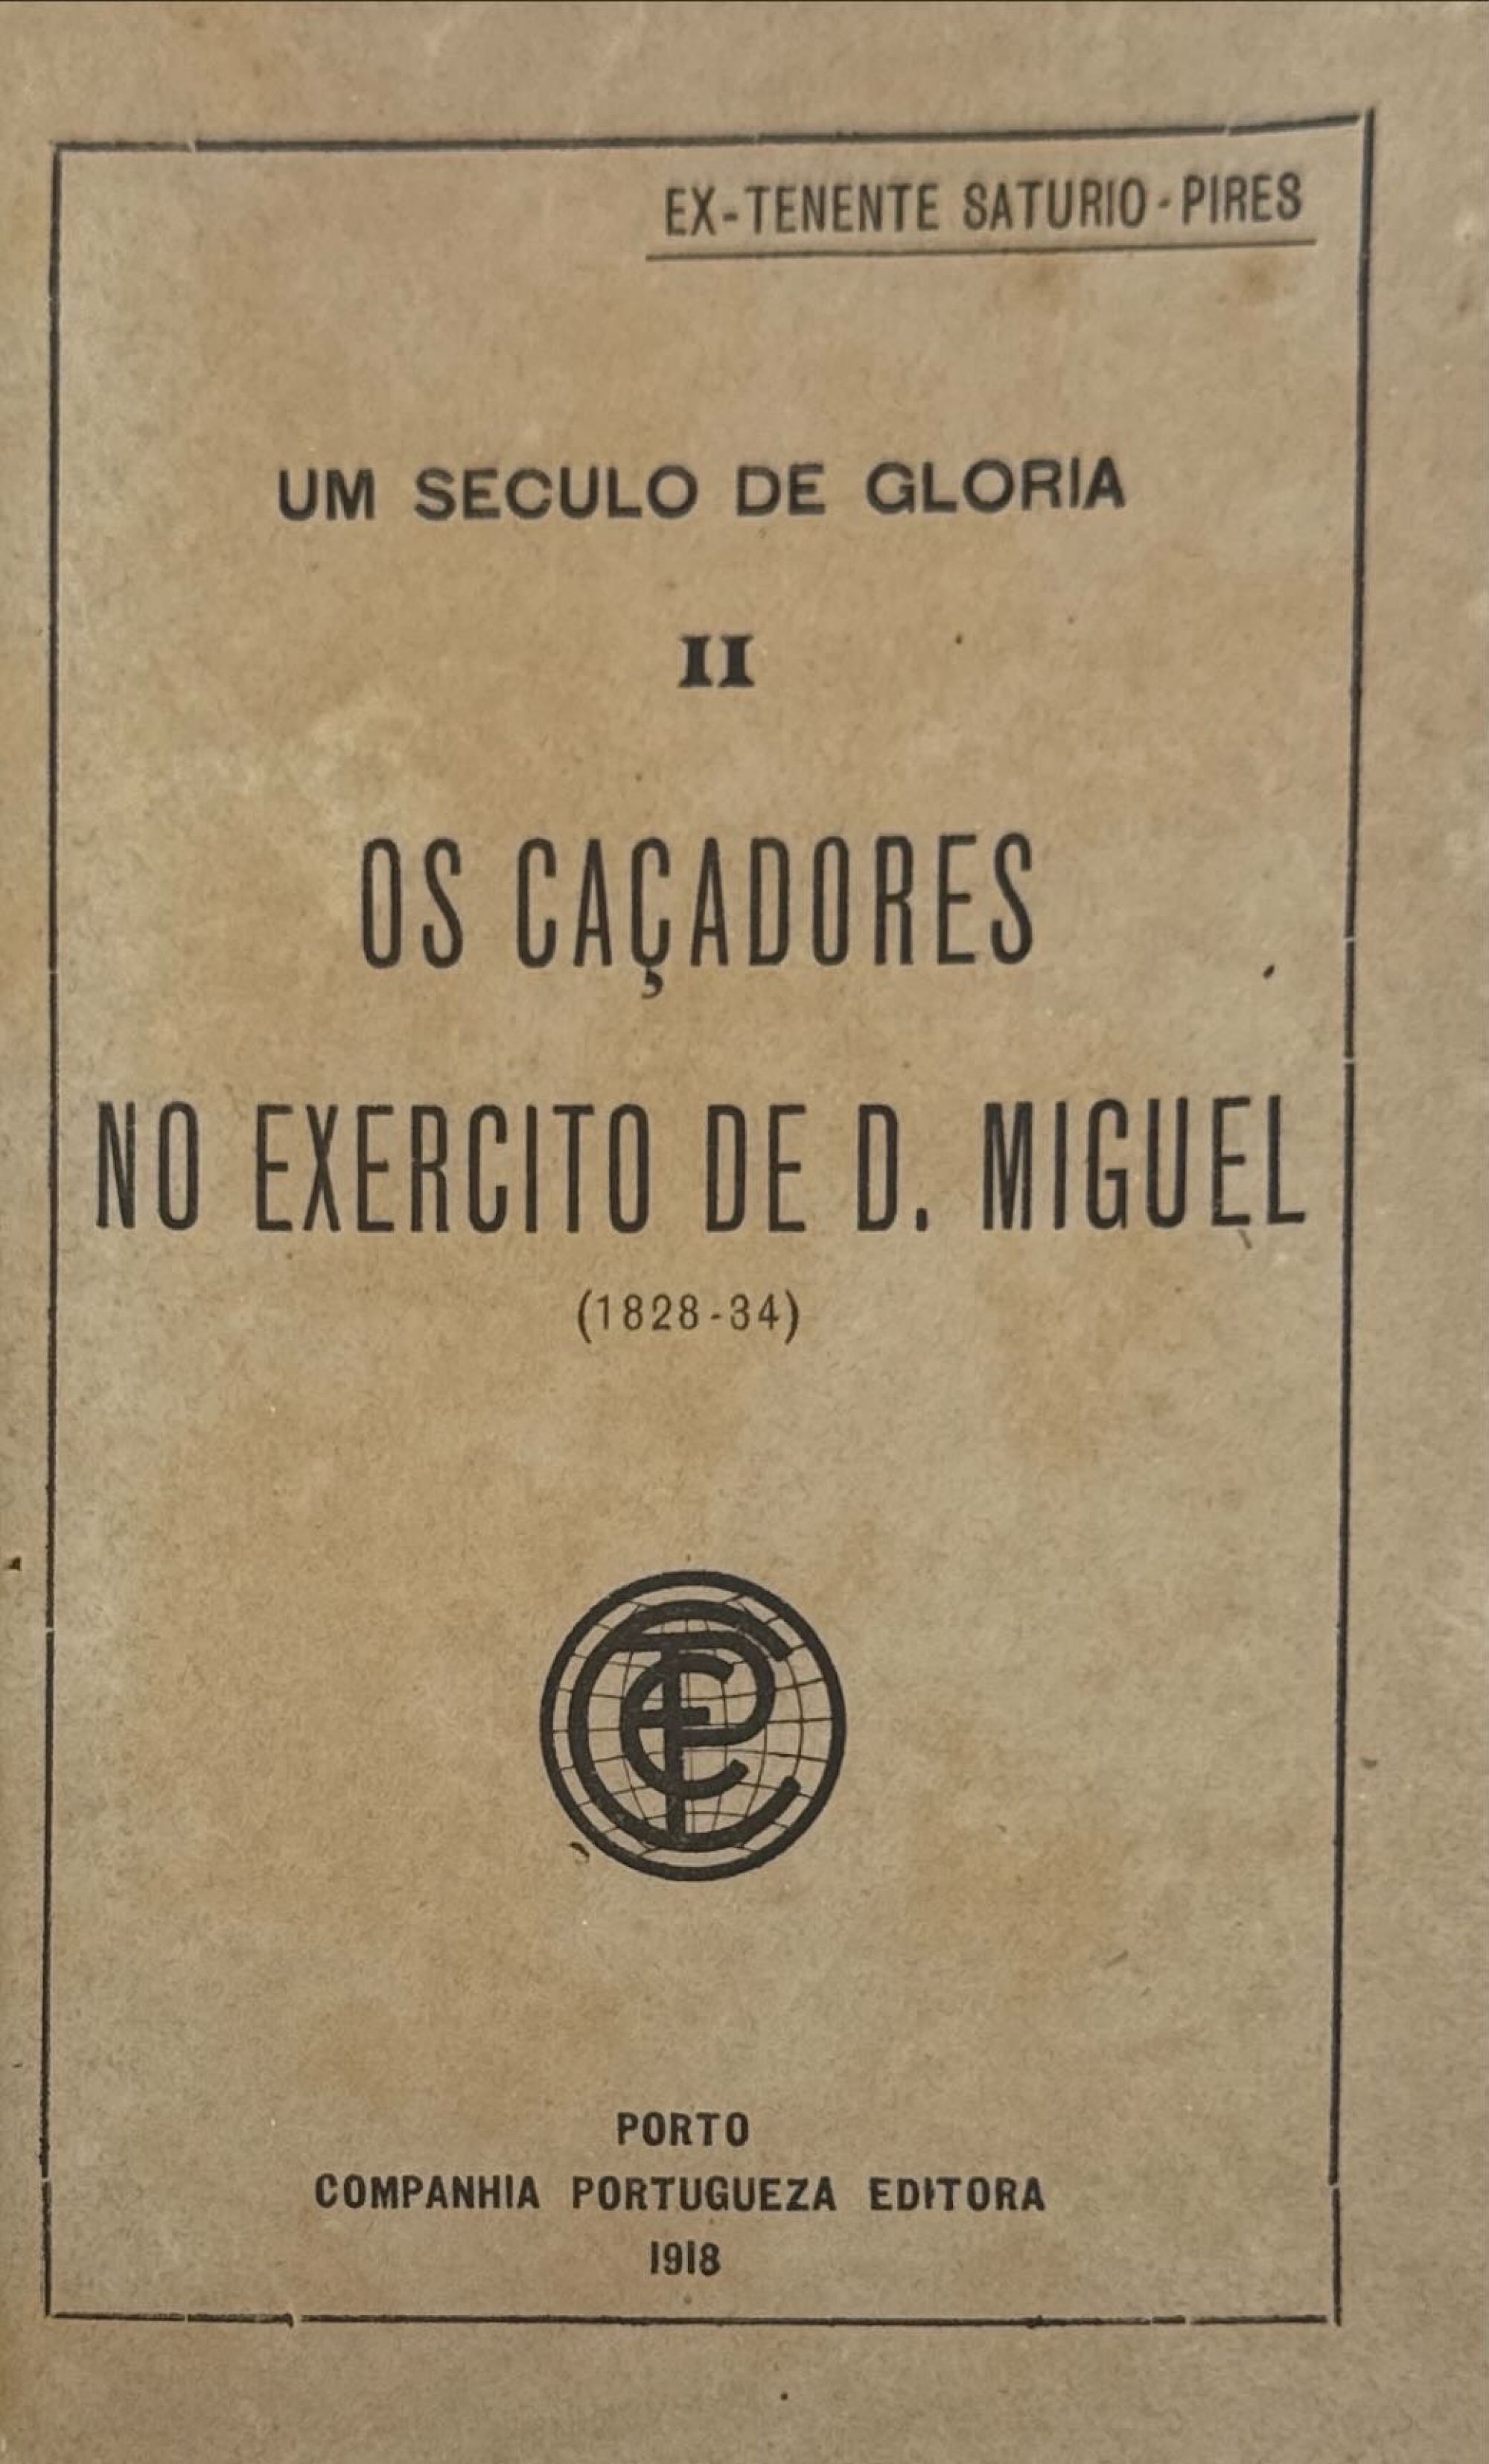 EX-TENENTE SATURIO-PIRES
UM SECULO DE GLORIA
II
OS CAÇADORES
NO EXERCITO DE D. MIGUEL
(1828-34)
CPE
PORTO
COMPANHIA PORTUGUEZA EDITORA
1918